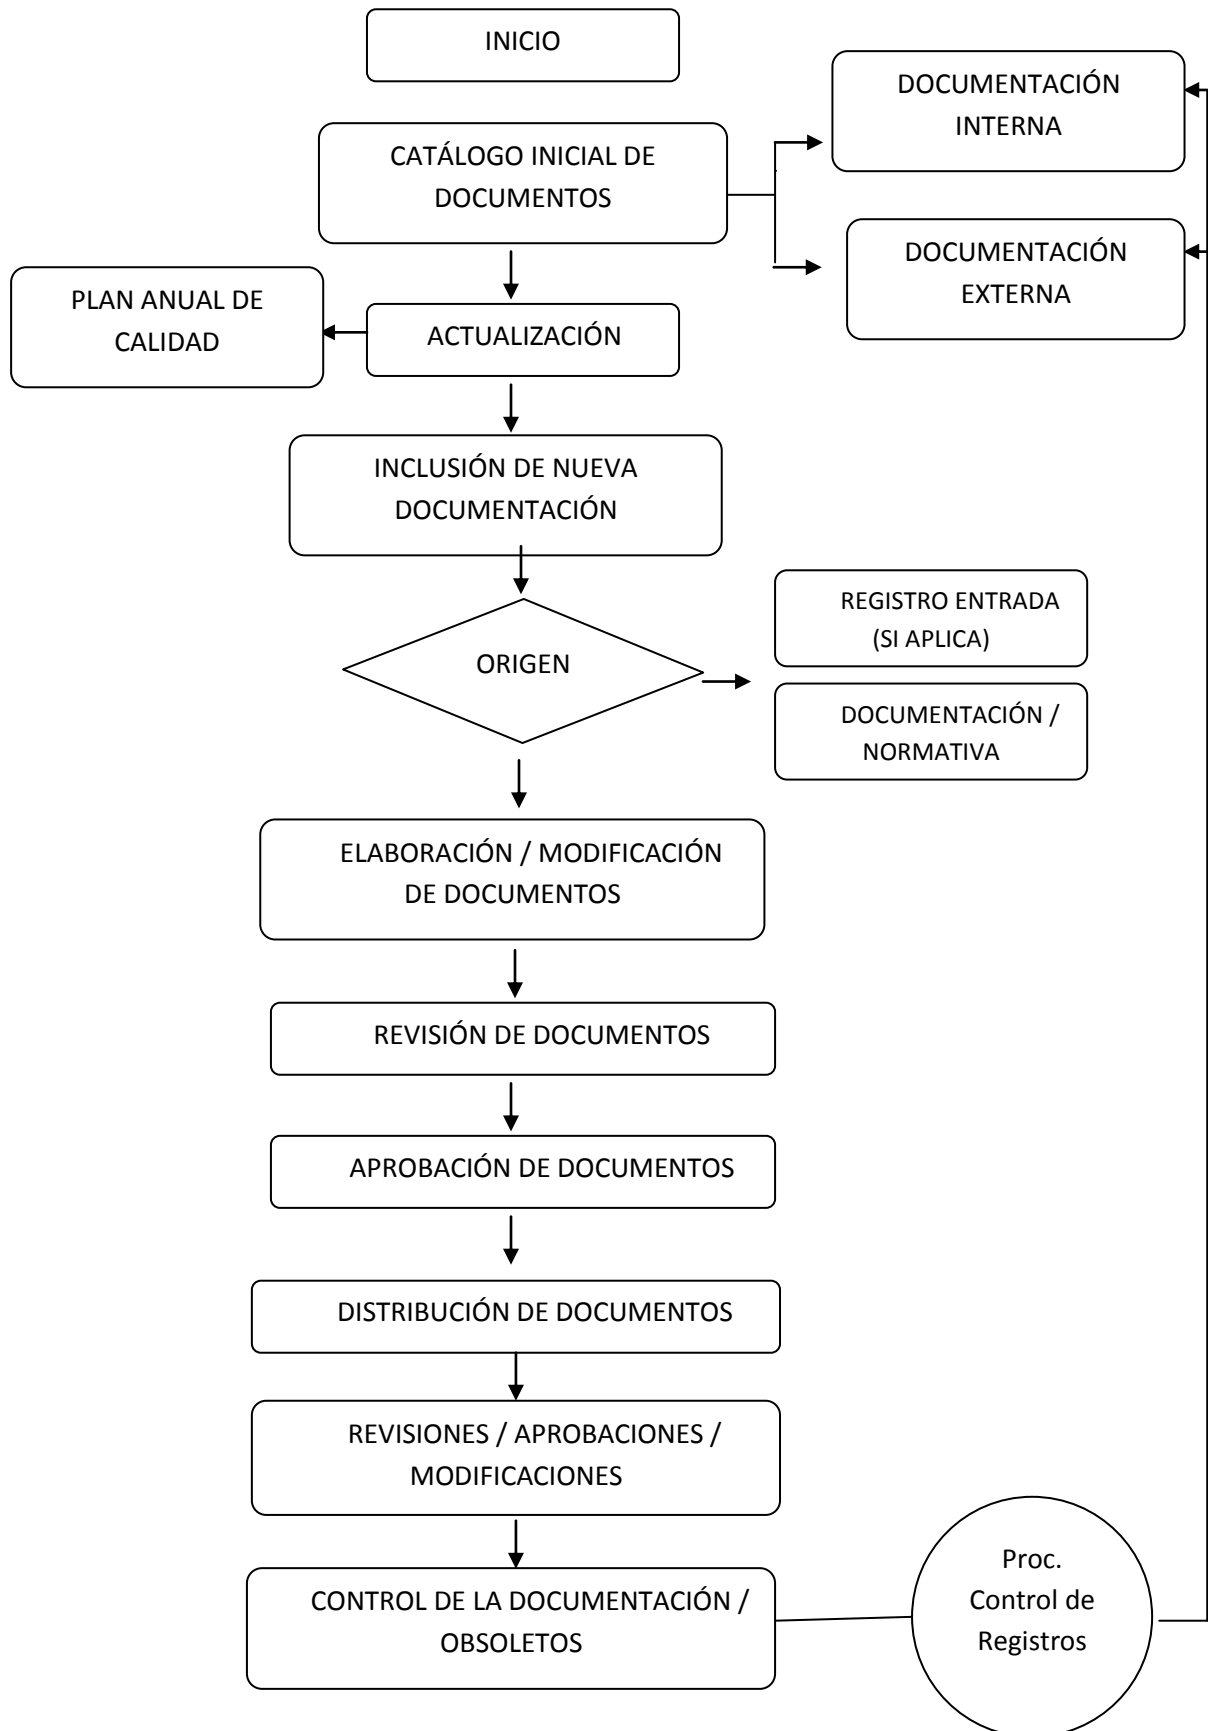 INICIO
DOCUMENTACIÓN
INTERNA
CATÁLOGO INICIAL DE
DOCUMENTOS
DOCUMENTACIÓN
EXTERNA
PLAN ANUAL DE
CALIDAD
ACTUALIZACIÓN
INCLUSIÓN DE NUEVA
DOCUMENTACIÓN
REGISTRO ENTRADA
(SI APLICA)
ORIGEN
DOCUMENTACIÓN /
NORMATIVA
ELABORACIÓN / MODIFICACIÓN
DE DOCUMENTOS
REVISIÓN DE DOCUMENTOS
APROBACIÓN DE DOCUMENTOS
DISTRIBUCIÓN DE DOCUMENTOS
REVISIONES / APROBACIONES /
MODIFICACIONES
CONTROL DE LA DOCUMENTACIÓN /
OBSOLETOS
Proc.
Control de
Registros